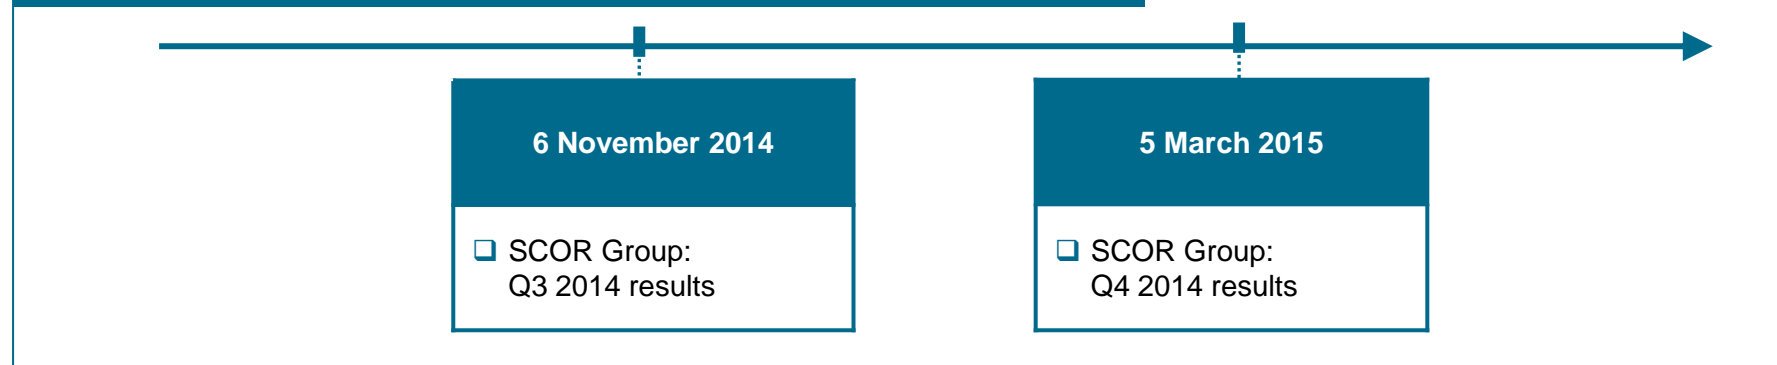 6 November 2014
5 March 2015
SCOR Group:
Q3 2014 results
SCOR Group:
Q4 2014 results